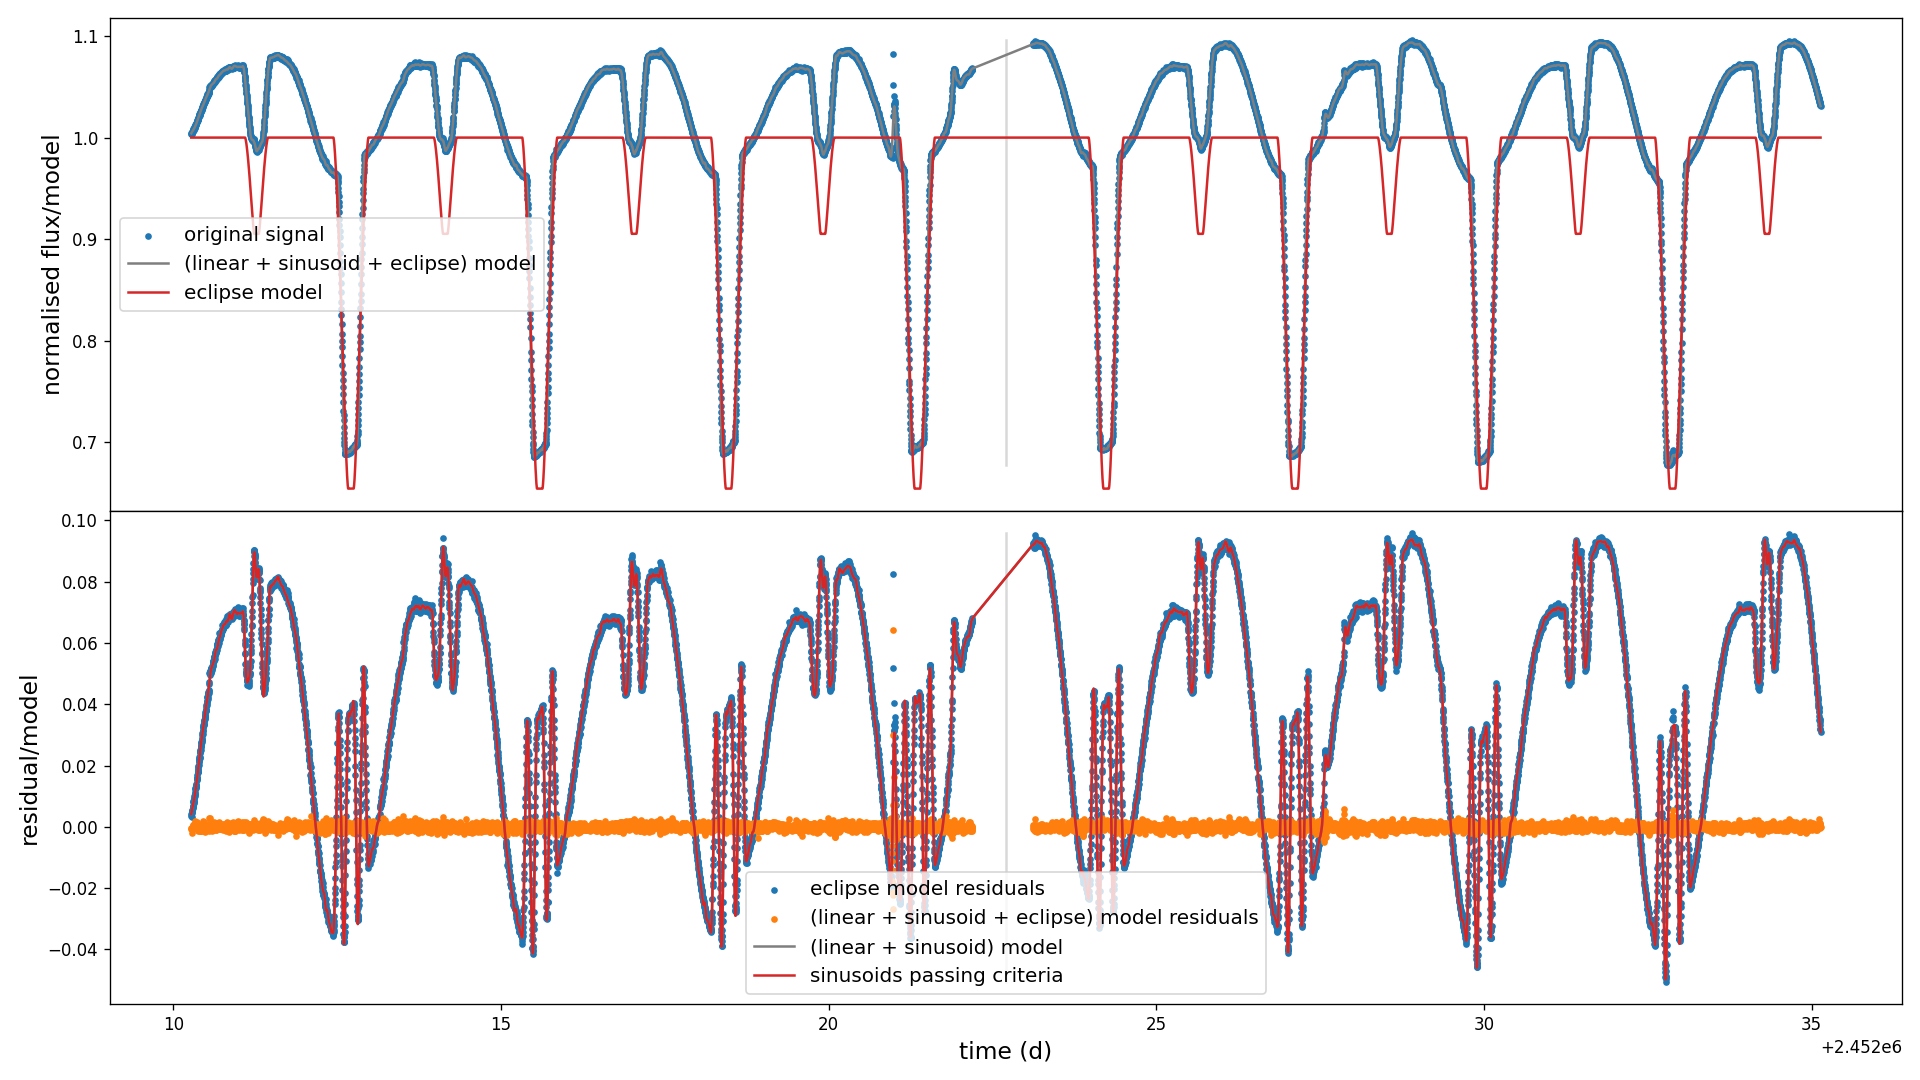 1.1
1.0
0.9
0.8
0.7
normalised flux/model
original signal
(linear + sinusoid + eclipse) model
eclipse model
0.10
0.08
0.06
0.04
0.02
0.00
−0.02
−0.04
residual/model
eclipse model residuals
(linear + sinusoid + eclipse) model residuals
(linear + sinusoid) model
sinusoids passing criteria
10
15
20
25
30
35
time (d)
+2.452e6